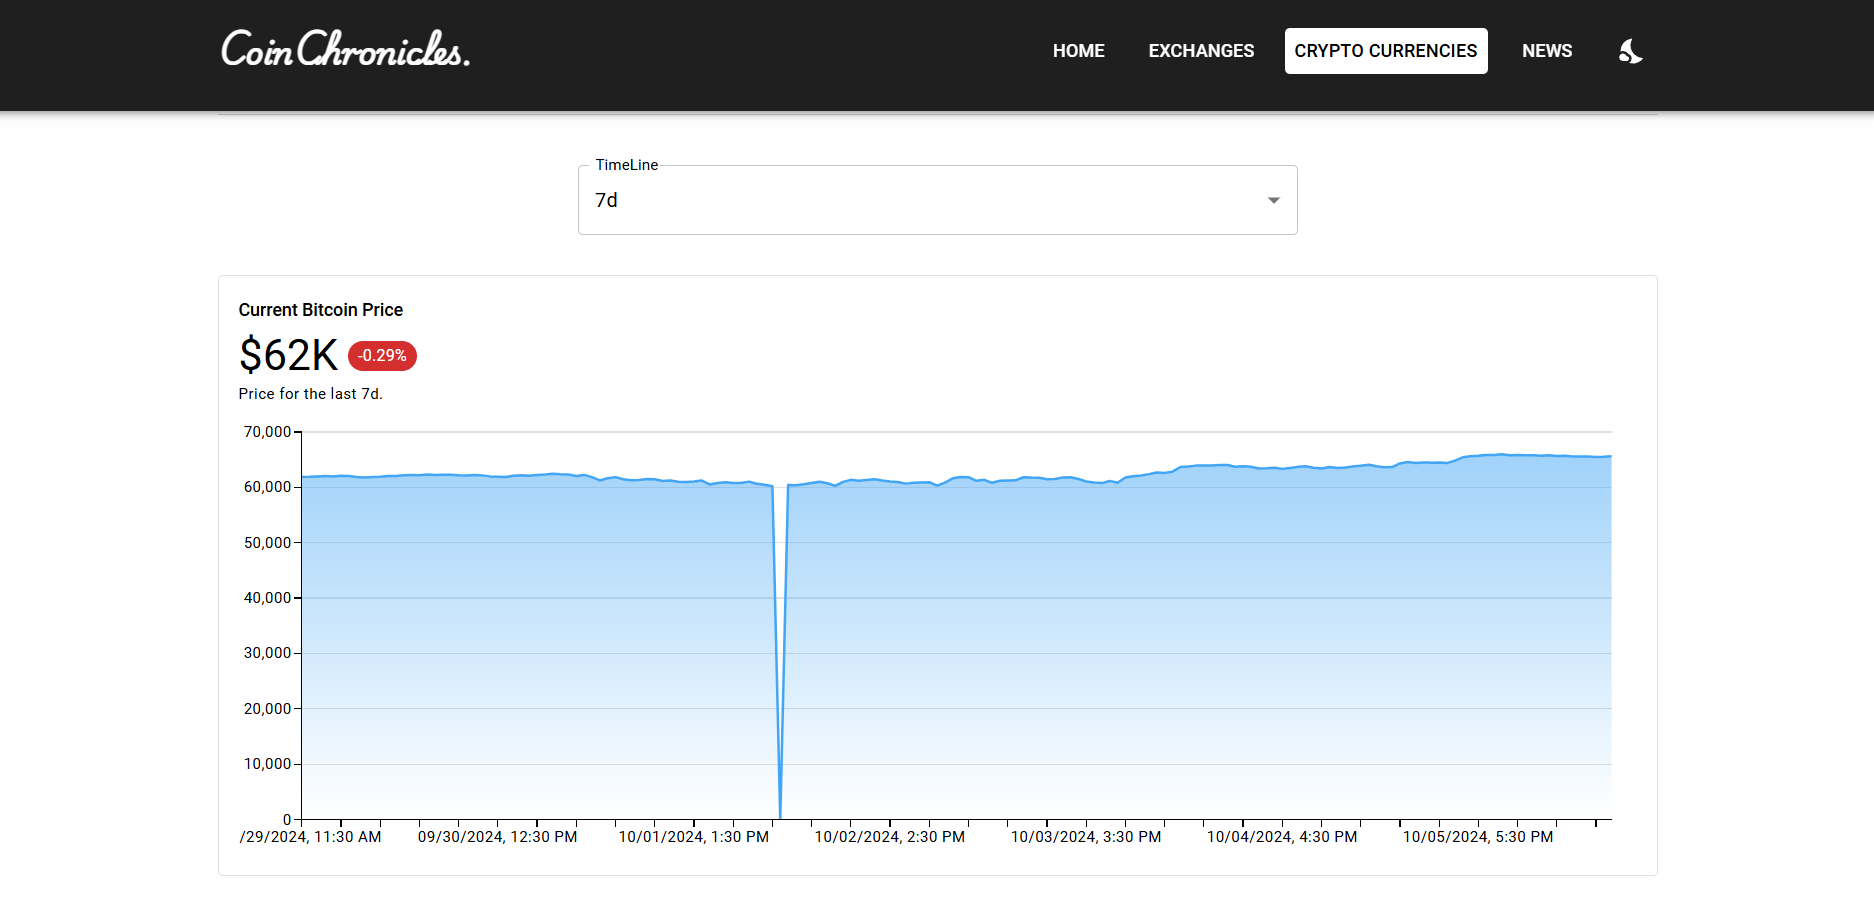 Coin Chronicles.
HOME EXCHANGES CRYPTO CURRENCIES NEWS
TimeLine
7d
Current Bitcoin Price
$62K -0.29%
Price for the last 7d.
70,000
60,000
50,000
40,000
30,000
20,000
10,000
0
/29/2024, 11:30 AM 09/30/2024, 12:30 PM 10/01/2024, 1:30 PM 10/02/2024, 2:30 PM 10/03/2024, 3:30 PM 10/04/2024, 4:30 PM 10/05/2024, 5:30 PM